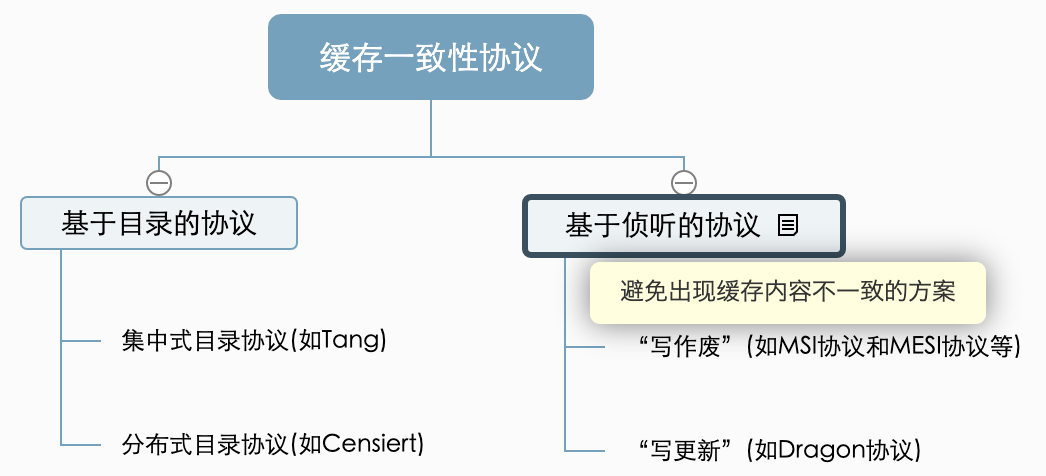 缓存一致性协议
基于目录的协议
基于侦听的协议
避免出现缓存内容不一致的方案
集中式目录协议(如Tang)
“写作废”(如MSI协议和MESI协议等)
分布式目录协议(如Censiert)
“写更新”(如Dragon协议)